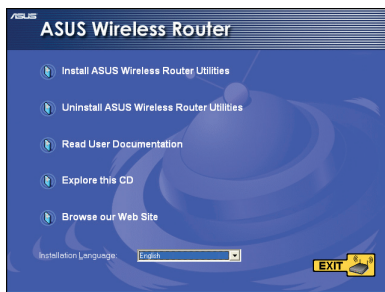 ASUS
ASUS Wireless Router
Install ASUS Wireless Router Utilities
Uninstall ASUS Wireless Router Utilities
Read User Documentation
Explore this CD
Browse our Web Site
Installation Language: English
EXIT